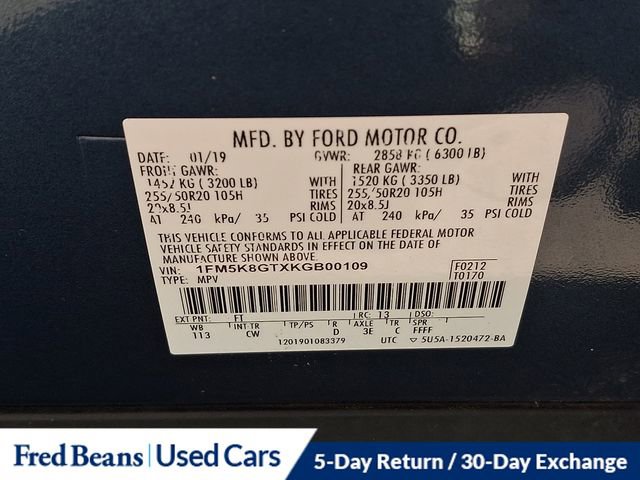 MFD. BY FORD MOTOR CO.
DATE: 01/19 GVWR: 2858 KG (6300 LB)
FRONT GAWR: REAR GAWR:
1452 KG (3200 LB) WITH 1520 KG (3350 LB) WITH
255/50R20 105H TIRES 255/50R20 105H TIRES
20x8.5J RIMS 20x8.5J RIMS
AT 240 kPa/ 35 PSI COLD AT 240 kPa/ 35 PSI COLD
THIS VEHICLE CONFORMS TO ALL APPLICABLE FEDERAL MOTOR
VEHICLE SAFETY STANDARDS IN EFFECT ON THE DATE OF
MANUFACTURE SHOWN ABOVE.
VIN: 1FM5K8GTXKGB00109 F0212
TYPE: MPV T0170
EXT PNT: FT RC: 13 DSO:
WB INT TR TP/PS R AXLE TR SPR
113 CW D 3E C FFFF
1201901083379 UTC ▽ 5U5A-1520472-BA
Fred Beans | Used Cars 5-Day Return / 30-Day Exchange